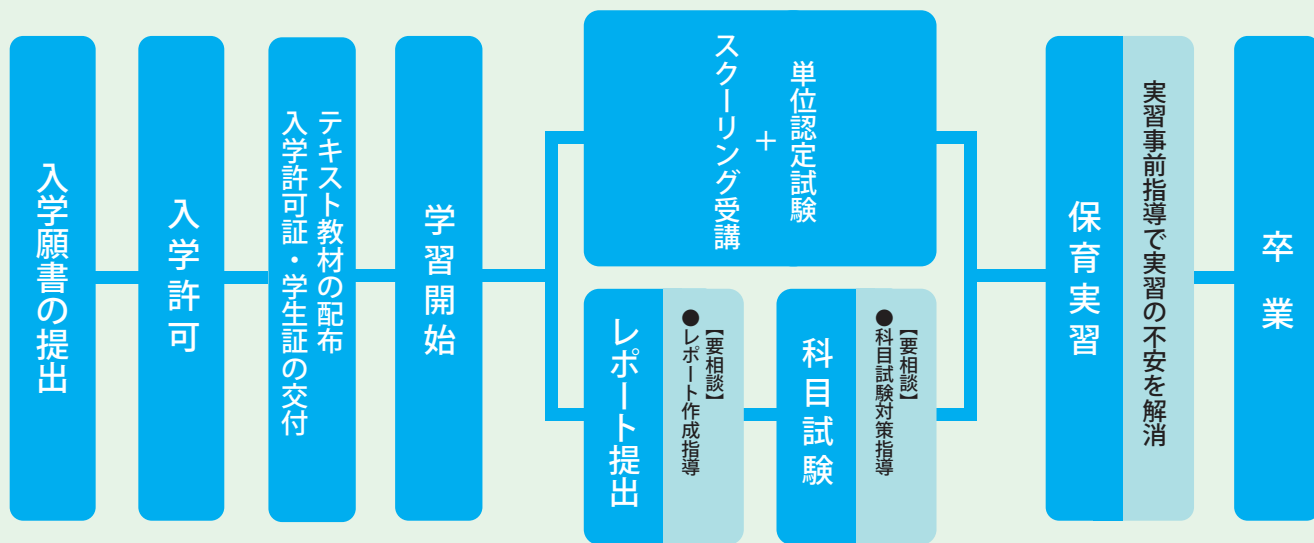 入学願書の提出
入学許可
テキスト教材の配布
入学許可証・学生証の交付
学習開始
単位認定試験
+
スクーリング受講
レポート提出
【要相談】
●レポート作成指導
科目試験
【要相談】
●科目試験対策指導
保育実習
実習事前指導で実習の不安を解消
卒業